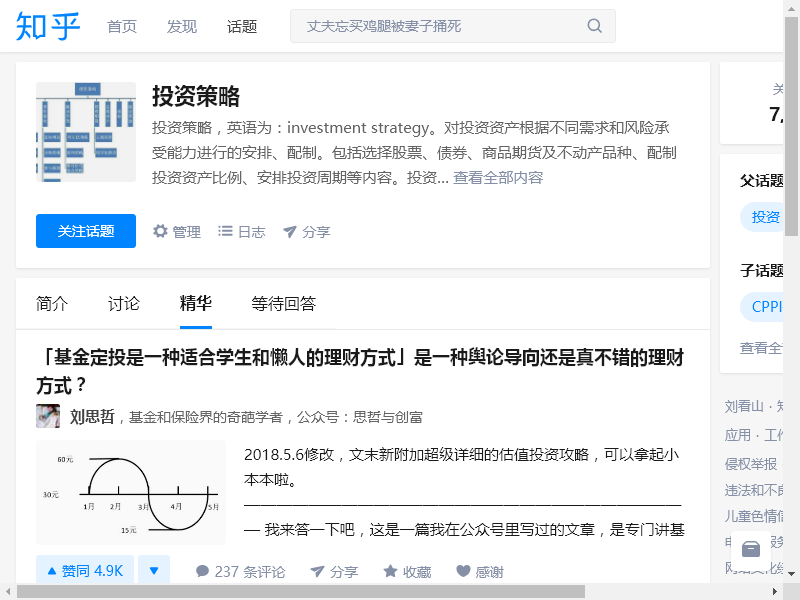 知乎 首页 发现 话题 丈夫忘买鸡腿被妻子捅死
投资策略
投资策略，英语为：investment strategy。对投资资产根据不同需求和风险承
受能力进行的安排、配制。包括选择股票、债券、商品期货及不动产品种、配制
投资资产比例、安排投资周期等内容。投资... 查看全部内容
关注话题 管理 日志 分享
简介 讨论 精华 等待回答
「基金定投是一种适合学生和懒人的理财方式」是一种舆论导向还是真不错的理财
方式？
刘思哲，基金和保险界的奇葩学者，公众号：思哲与创富
60元
30元
1月 2月 3月 4月 5月
15元
2018.5.6修改，文末新附加超级详细的估值投资攻略，可以拿起小
本本啦。
——————————————————————————
— 我来答一下吧，这是一篇我在公众号里写过的文章，是专门讲基
赞同 4.9K 237 条评论 分享 收藏 感谢
关
7,
父话题
投资
子话题
CPPI
查看全
刘看山 · 知
应用 · 工作
侵权举报
违法和不良
儿童色情信